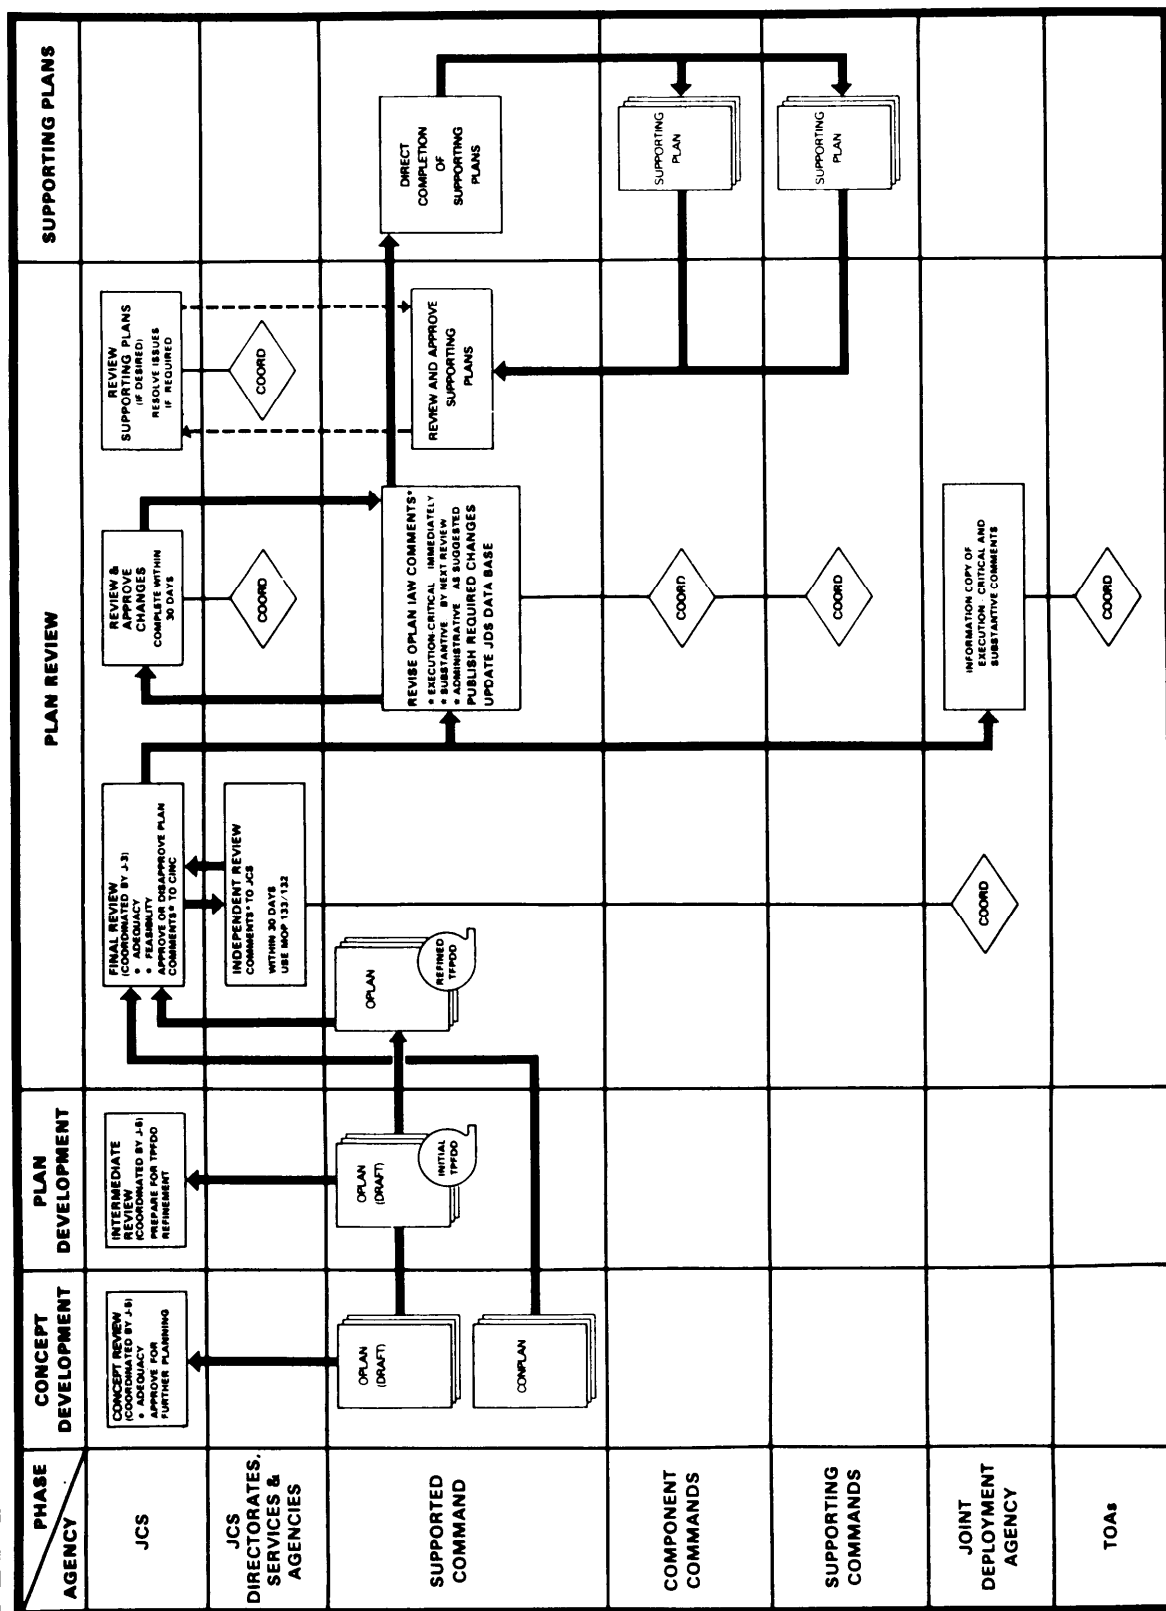 PHASE
AGENCY
CONCEPT
DEVELOPMENT
PLAN
DEVELOPMENT
PLAN REVIEW
SUPPORTING PLANS
JCS
CONCEPT REVIEW
(COORDINATED BY J-5)
• ADEQUACY
APPROVE FOR
FURTHER PLANNING
INTERMEDIATE
REVIEW
(COORDINATED BY J-5)
PREPARE FOR TPFDD
REFINEMENT
FINAL REVIEW
(COORDINATED BY J-3)
• ADEQUACY
• FEASIBILITY
APPROVE OR DISAPPROVE PLAN
COMMENTS* TO CINC
REVIEW &
APPROVE
CHANGES
COMPLETE WITHIN
30 DAYS
REVIEW
SUPPORTING PLANS
(IF DESIRED)
RESOLVE ISSUES
IF REQUIRED
JCS
DIRECTORATES,
SERVICES &
AGENCIES
INDEPENDENT REVIEW
COMMENTS* TO JCS
WITHIN 30 DAYS
USE MOP 133/132
COORD
COORD
SUPPORTED
COMMAND
OPLAN
(DRAFT)
CONPLAN
OPLAN
(DRAFT)
INITIAL
TPFDD
OPLAN
REFINED
TFPDD
REVISE OPLAN IAW COMMENTS*
* EXECUTION-CRITICAL IMMEDIATELY
* SUBSTANTIVE BY NEXT REVIEW
* ADMINISTRATIVE AS SUGGESTED
PUBLISH REQUIRED CHANGES
UPDATE JDS DATA BASE
REVIEW AND APPROVE
SUPPORTING
PLANS
DIRECT
COMPLETION
OF
SUPPORTING
PLANS
COMPONENT
COMMANDS
COORD
SUPPORTING
PLAN
SUPPORTING
COMMANDS
COORD
SUPPORTING
PLAN
JOINT
DEPLOYMENT
AGENCY
COORD
INFORMATION COPY OF
EXECUTION CRITICAL AND
SUBSTANTIVE COMMENTS
TOAs
COORD